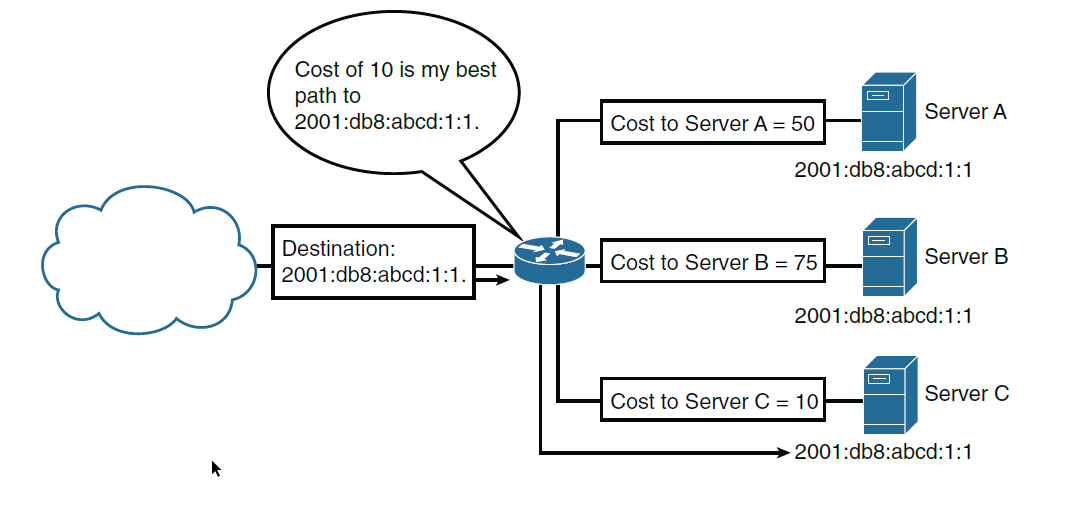 Cost of 10 is my best
path to
2001:db8:abcd:1:1.
Cost to Server A = 50
Server A
2001:db8:abcd:1:1
Destination:
2001:db8:abcd:1:1.
Cost to Server B = 75
Server B
2001:db8:abcd:1:1
Cost to Server C = 10
Server C
2001:db8:abcd:1:1